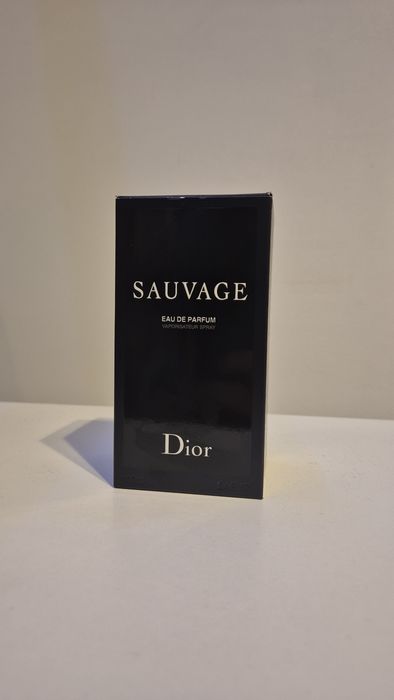 SAUVAGE
EAU DE PARFUM
VAPORISATEUR SPRAY
Dior